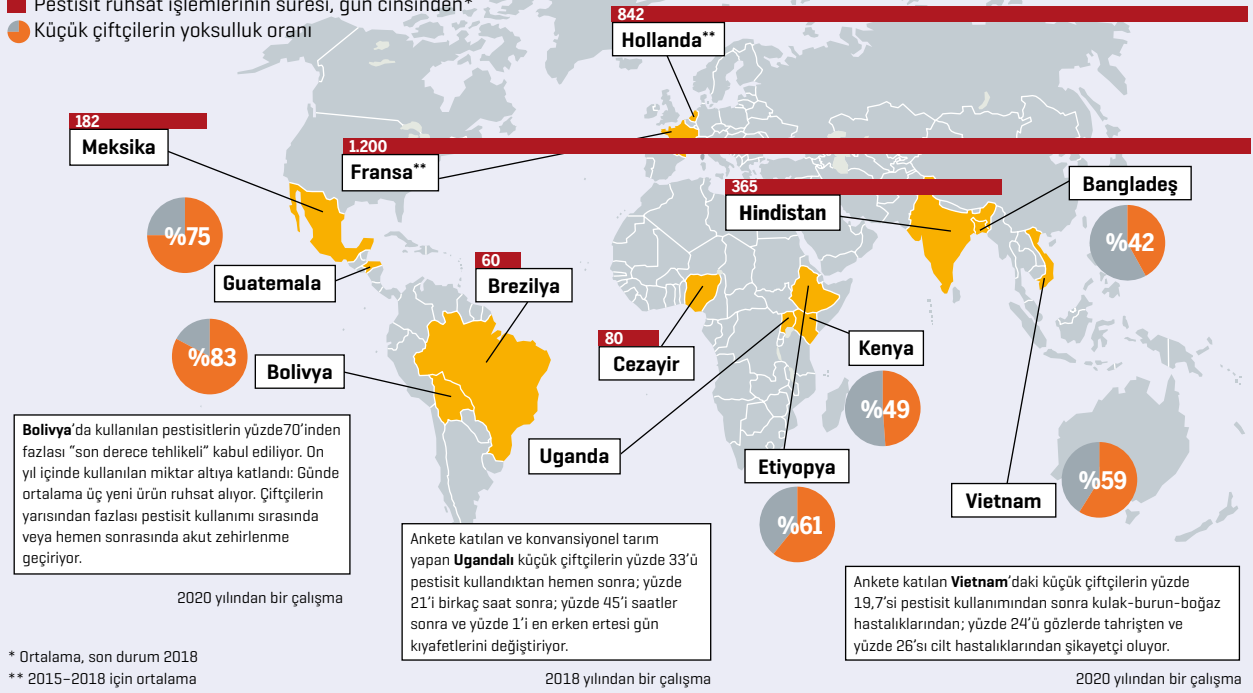 Pestisit ruhsat işlemlerinin süresi, gün cinsinden*
Küçük çiftçilerin yoksulluk oranı
842
Hollanda**
182
Meksika
1.200
Fransa**
365
Hindistan
Bangladeş
%42
%75
Guatemala
60
Brezilya
%83
Bolivya
80
Cezayir
Kenya
%49
Uganda
Etiyopya
%61
Vietnam
%59
Bolivya'da kullanılan pestisitlerin yüzde70'inden
fazlası "son derece tehlikeli" kabul ediliyor. On
yıl içinde kullanılan miktar altıya katlandı: Günde
ortalama üç yeni ürün ruhsat alıyor. Çiftçilerin
yarısından fazlası pestisit kullanımı sırasında
veya hemen sonrasında akut zehirlenme
geçiriyor.
2020 yılından bir çalışma
Ankete katılan ve konvansiyonel tarım
yapan Ugandalı küçük çiftçilerin yüzde 33'ü
pestisit kullandıktan hemen sonra; yüzde
21'i birkaç saat sonra; yüzde 45'i saatler
sonra ve yüzde 1'i en erken ertesi gün
kıyafetlerini değiştiriyor.
2018 yılından bir çalışma
Ankete katılan Vietnam'daki küçük çiftçilerin yüzde
19,7'si pestisit kullanımından sonra kulak-burun-boğaz
hastalıklarından; yüzde 24'ü gözlerde tahrişten ve
yüzde 26'sı cilt hastalıklarından şikayetçi oluyor.
2020 yılından bir çalışma
* Ortalama, son durum 2018
** 2015–2018 için ortalama